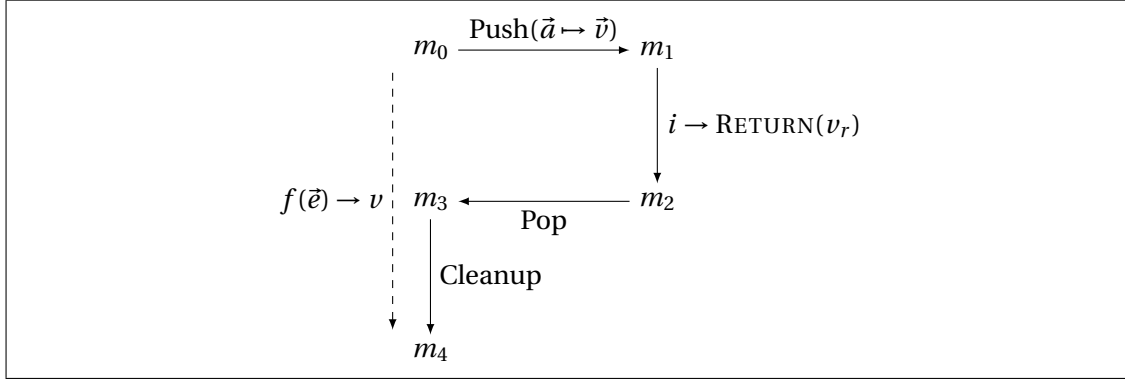 Push(a⃗ ↦ v⃗)
m₀ m₁
i → RETURN(vᵣ)
f(e⃗) → v m₃ m₂
Pop
Cleanup
m₄